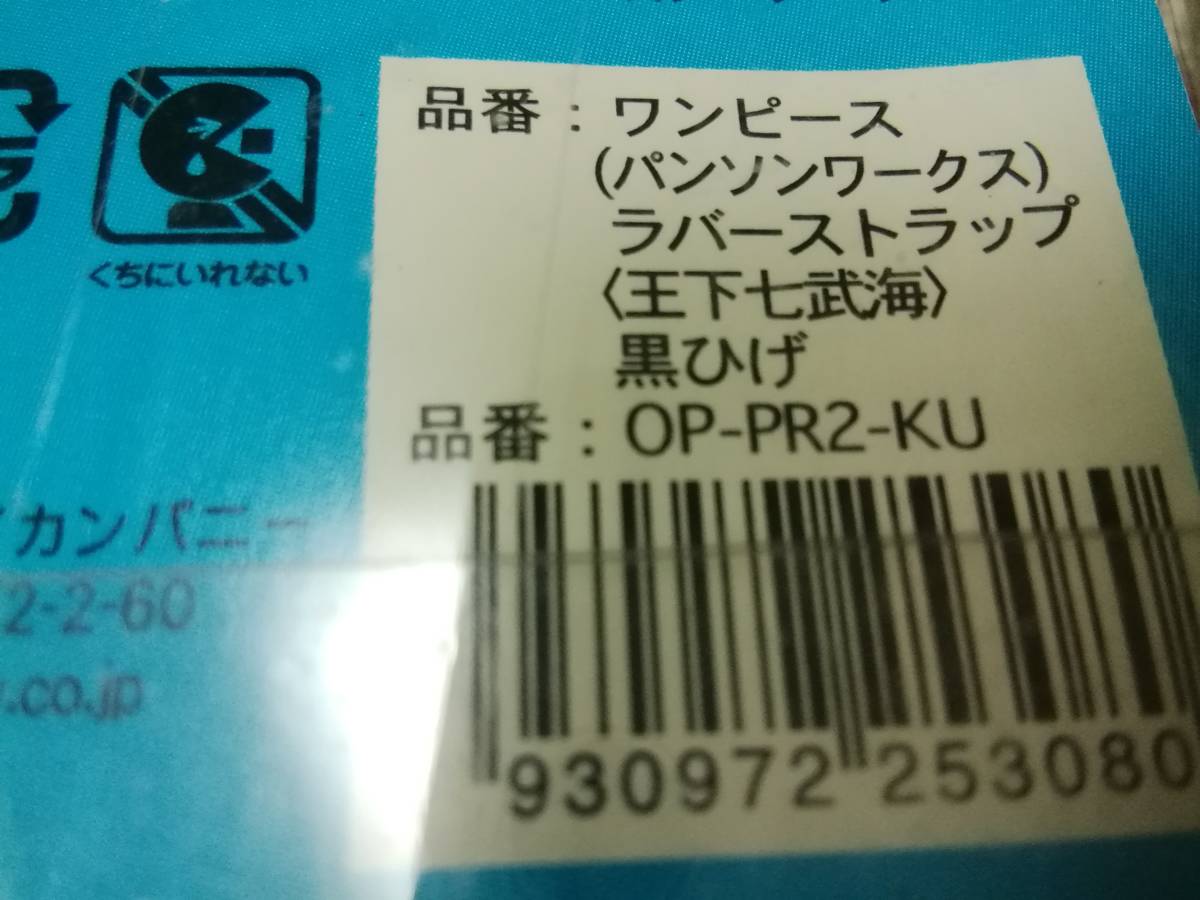 くちにいれない
品番：ワンピース
(パンソンワークス)
ラバーストラップ
〈王下七武海〉
黒ひげ
品番：OP-PR2-KU
930972 253080
カンパニー
2-2-60
.co.jp